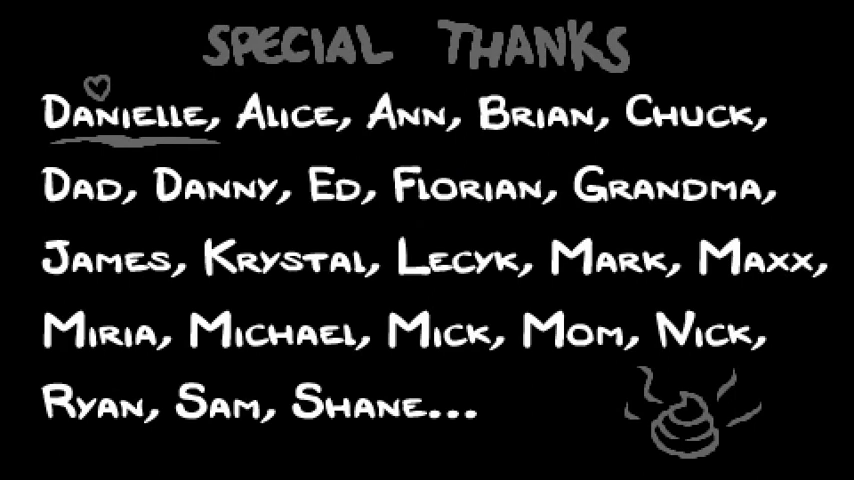 SPECIAL THANKS
DANIELLE, ALICE, ANN, BRIAN, CHUCK,
DAD, DANNY, ED, FLORIAN, GRANDMA,
JAMES, KRYSTAL, LECYK, MARK, MAXX,
MIRIA, MICHAEL, MICK, MOM, NICK,
RYAN, SAM, SHANE...